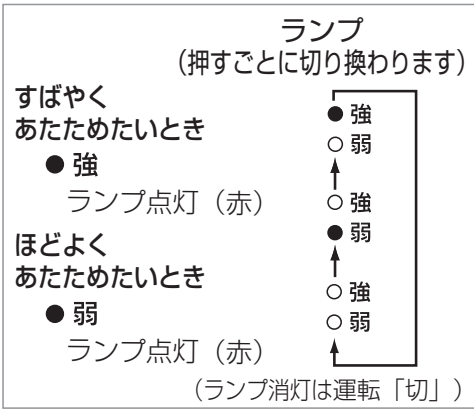 ランプ
（押すごとに切り換わります）
すばやく
あたためたいとき
● 強
ランプ点灯（赤）
ほどよく
あたためたいとき
● 弱
ランプ点灯（赤）
● 強
○ 弱
○ 強
● 弱
○ 強
○ 弱
（ランプ消灯は運転「切」）